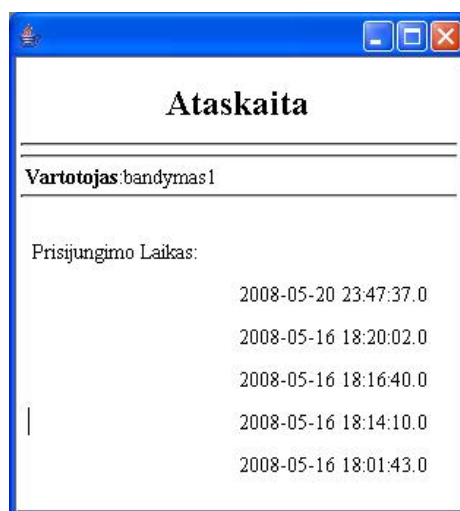 Ataskaita
Vartotojas:bandymas1
Prisijungimo Laikas:
2008-05-20 23:47:37.0
2008-05-16 18:20:02.0
2008-05-16 18:16:40.0
2008-05-16 18:14:10.0
2008-05-16 18:01:43.0